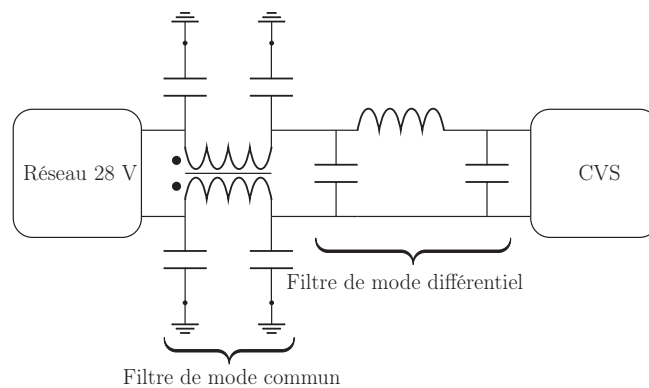 Réseau 28 V
CVS
Filtre de mode différentiel
Filtre de mode commun